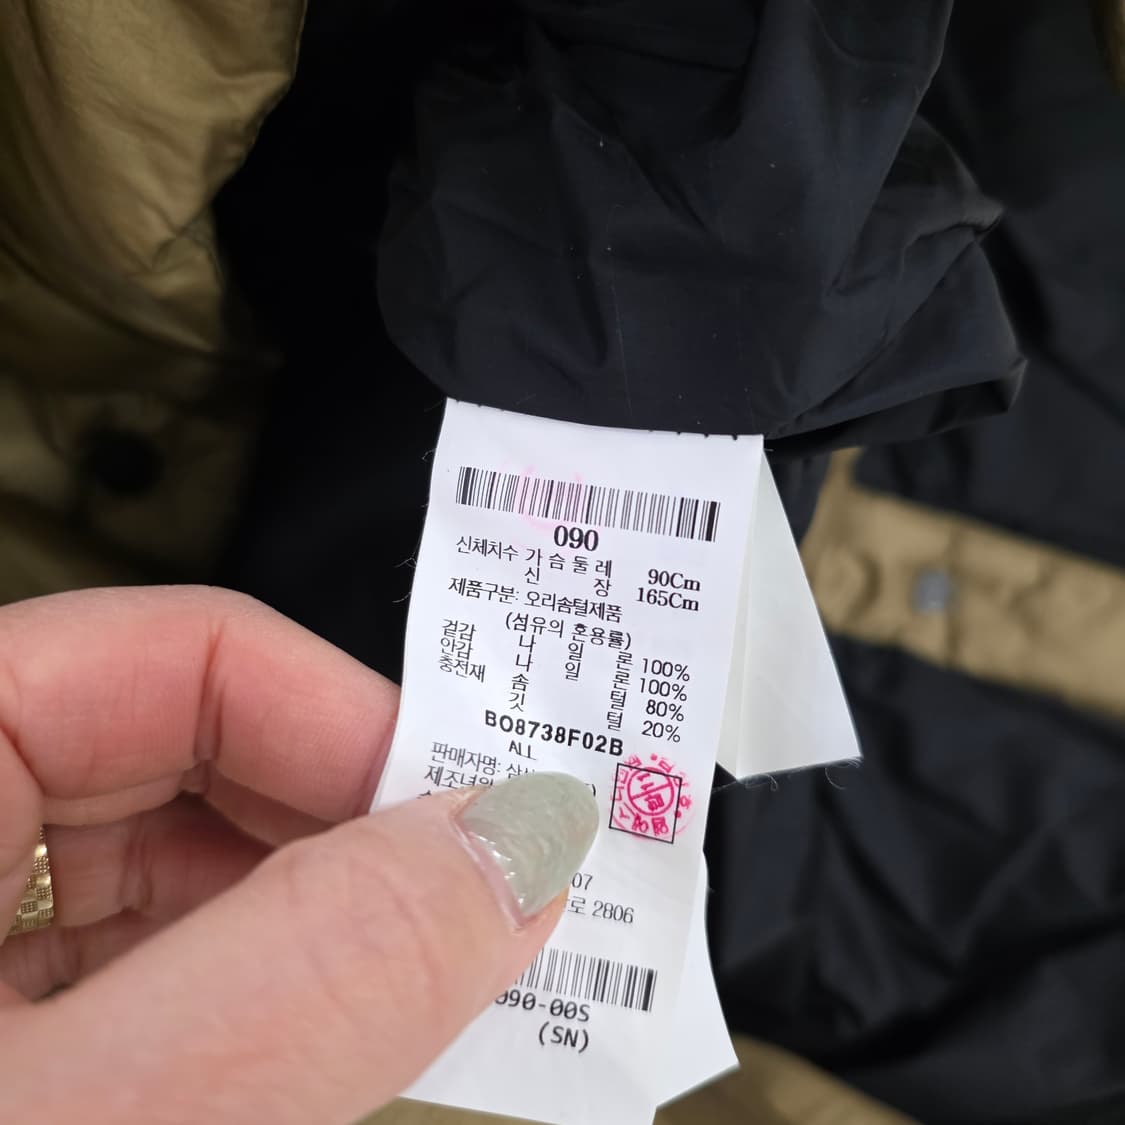 090
신체치수 가슴둘레 90Cm
신 장 165Cm
제품구분: 오리솜털제품
(섬유의 혼용률)
겉감 나 일 론 100%
안감 나 일 론 100%
충전재 솜 털 80%
깃 털 20%
BO8738F02B
ALL
판매자명:
제조년월
07
로 2806
090-00S
(SN)